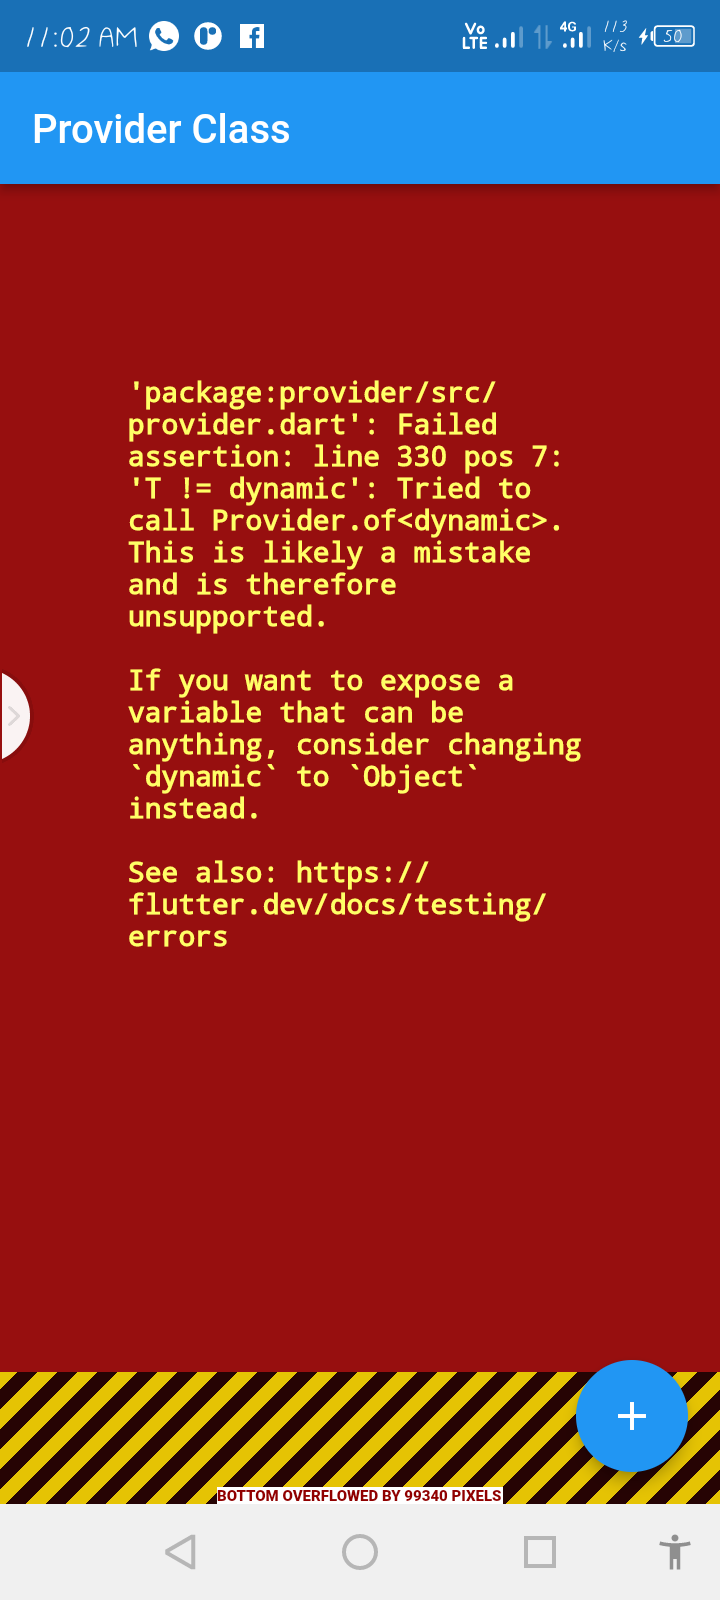 11:02 AM Vo LTE 4G 113 K/s 50
Provider Class
'package:provider/src/
provider.dart': Failed
assertion: line 330 pos 7:
'T != dynamic': Tried to
call Provider.of<dynamic>.
This is likely a mistake
and is therefore
unsupported.
If you want to expose a
variable that can be
anything, consider changing
`dynamic` to `Object`
instead.
See also: https://
flutter.dev/docs/testing/
errors
BOTTOM OVERFLOWED BY 99340 PIXELS